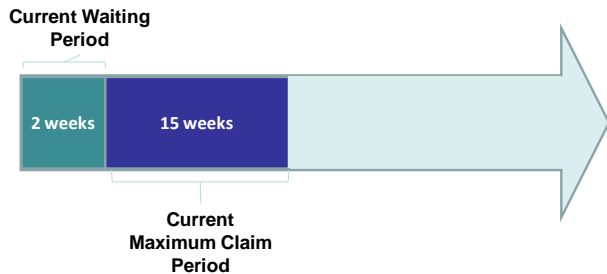 Current Waiting
Period
2 weeks
15 weeks
Current
Maximum Claim
Period